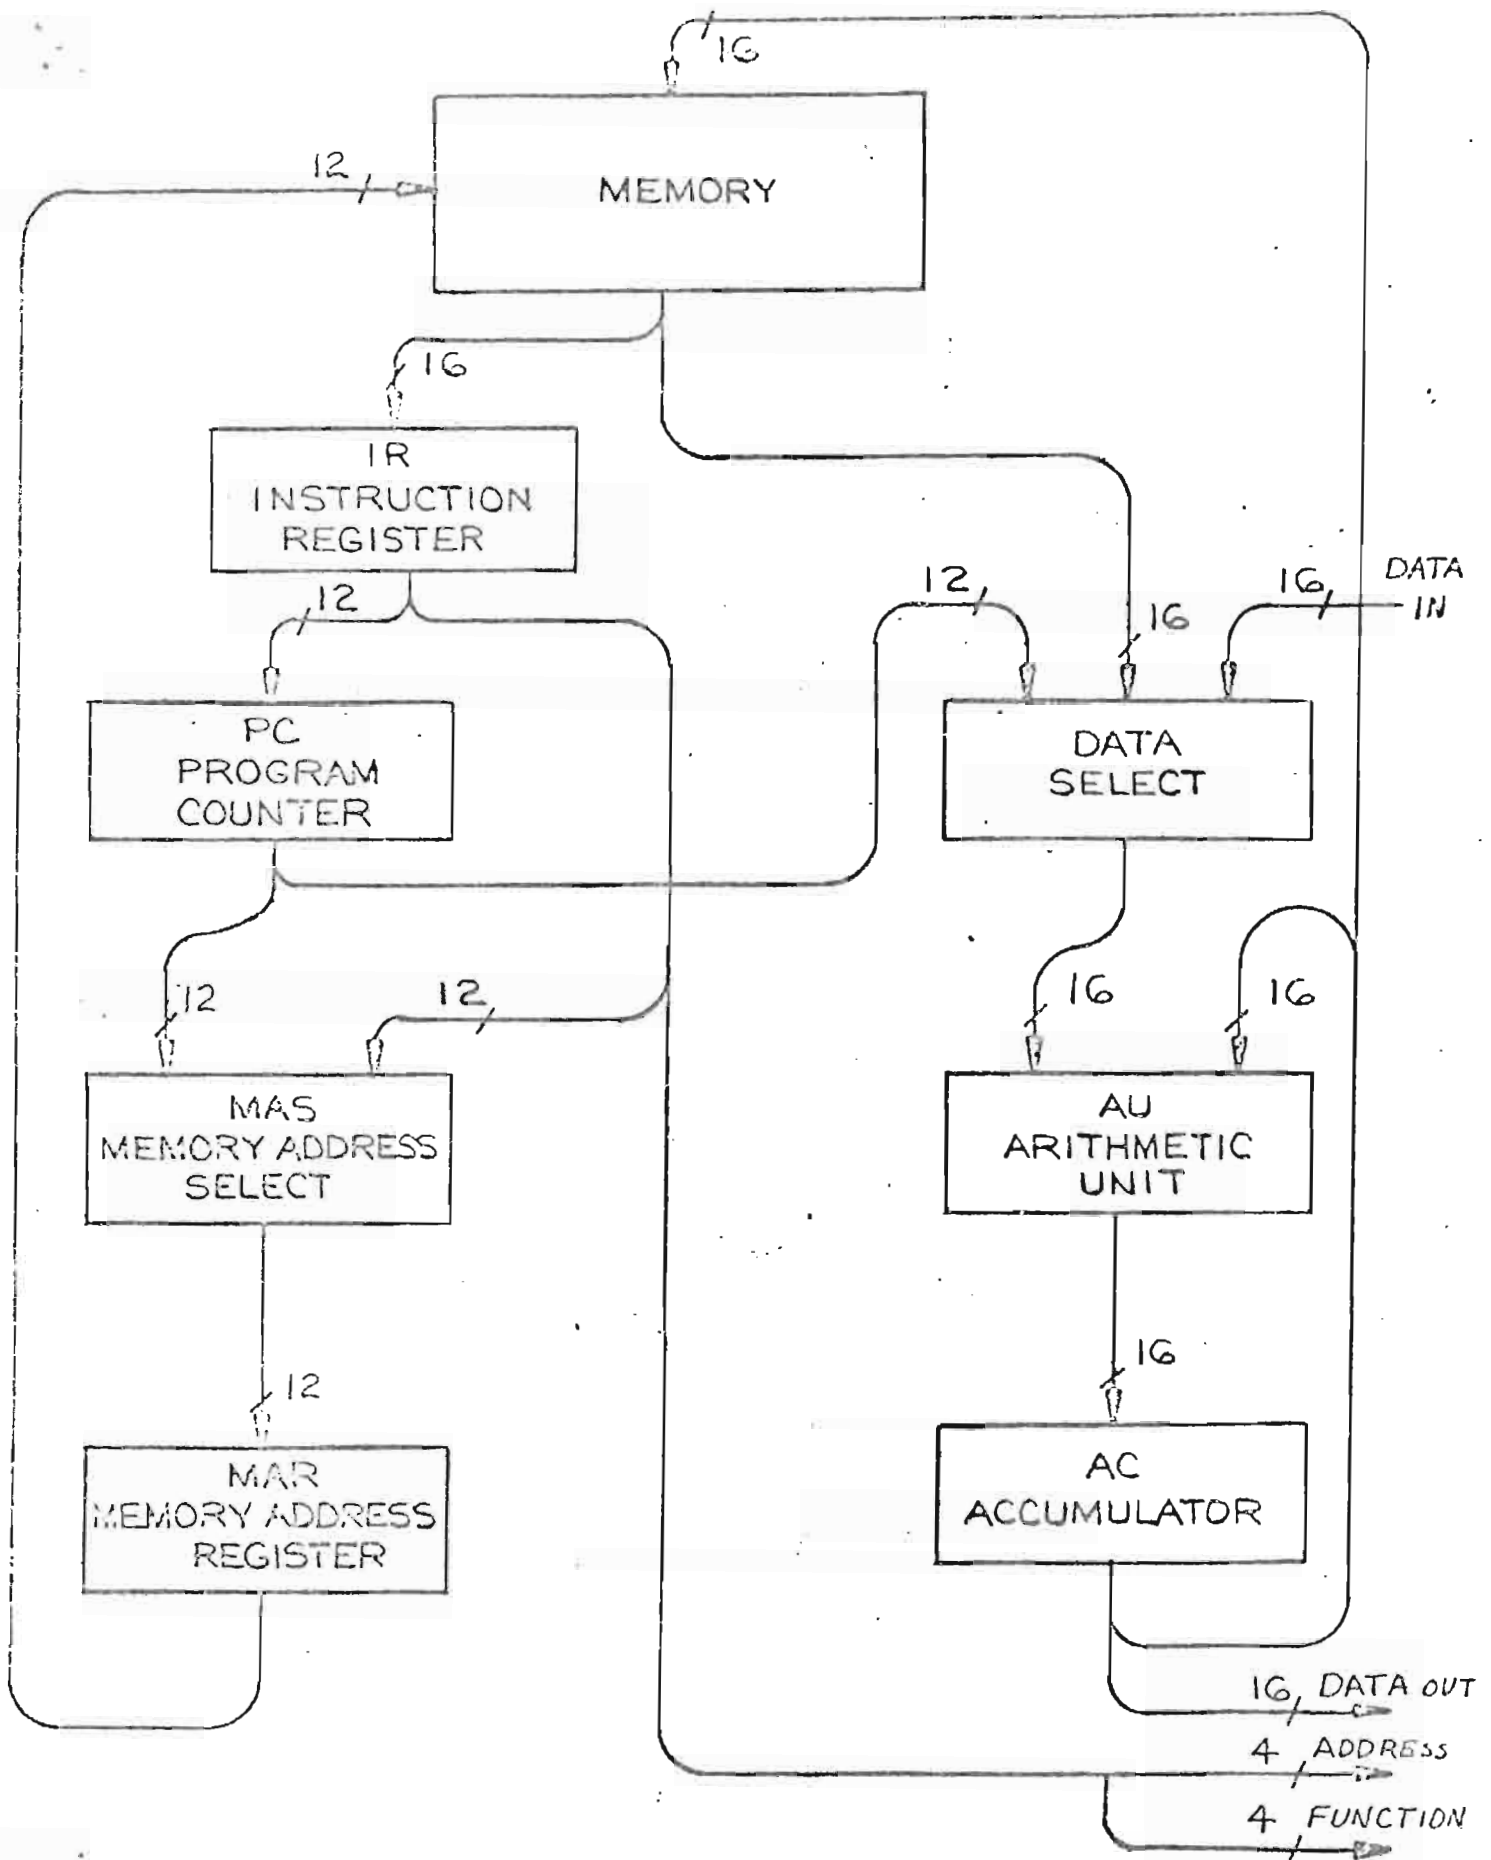 16
12
MEMORY
16
IR
INSTRUCTION
REGISTER
12
12
16
16
DATA
IN
PC
PROGRAM
COUNTER
DATA
SELECT
12
12
16
16
MAS
MEMORY ADDRESS
SELECT
AU
ARITHMETIC
UNIT
12
16
MAR
MEMORY ADDRESS
REGISTER
AC
ACCUMULATOR
16 DATA OUT
4 ADDRESS
4 FUNCTION